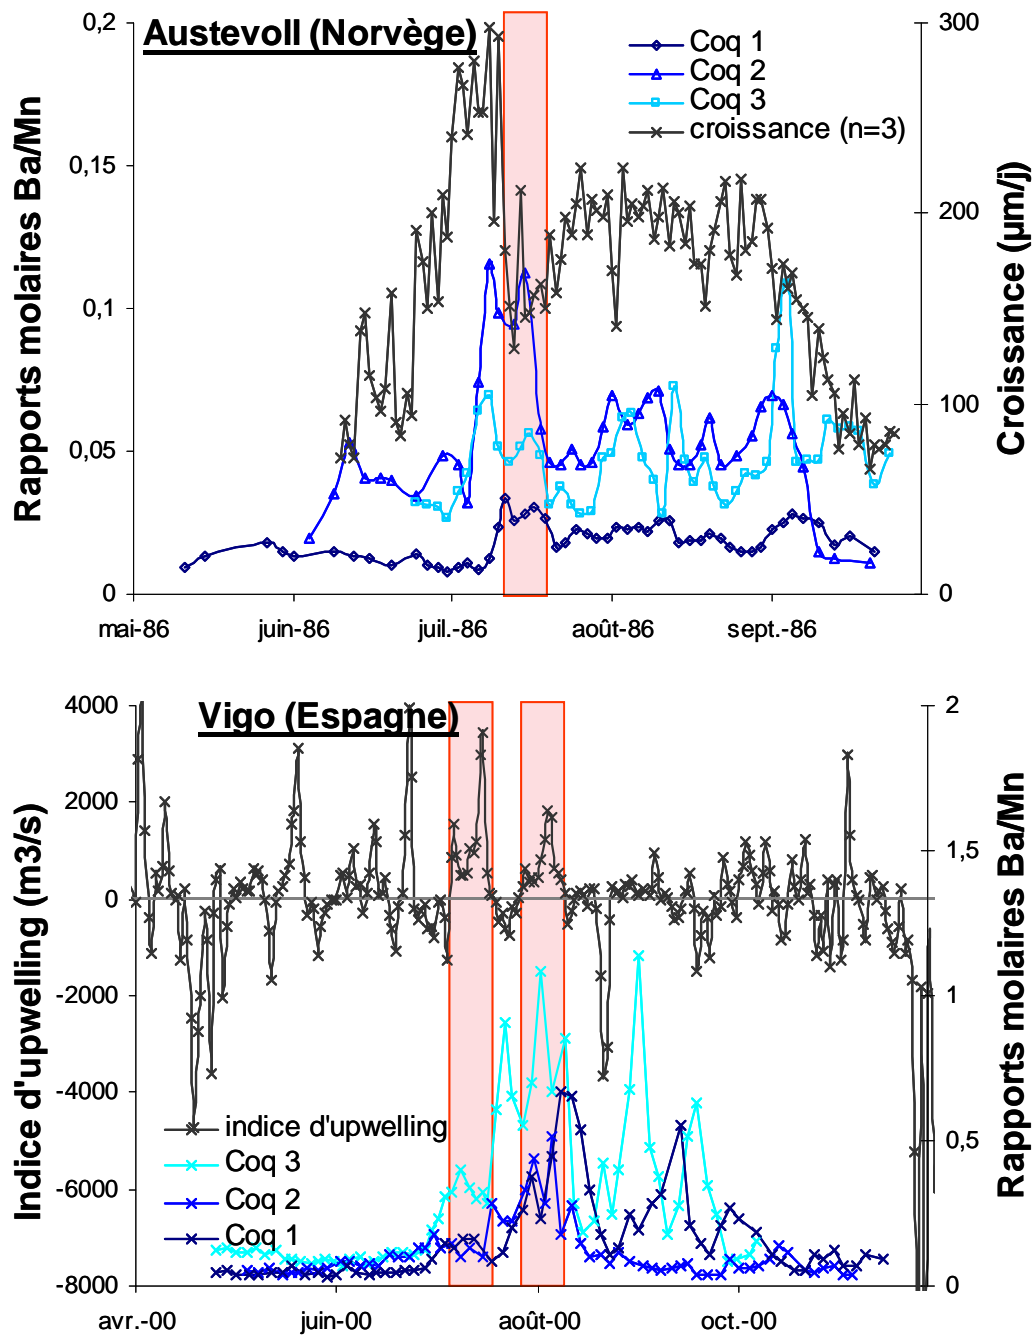 Austevoll (Norvège)
Coq 1
Coq 2
Coq 3
croissance (n=3)
Rapports molaires Ba/Mn
0,2
0,15
0,1
0,05
0
Croissance (µm/j)
300
200
100
0
mai-86
juin-86
juil.-86
août-86
sept.-86
Vigo (Espagne)
Indice d'upwelling (m3/s)
4000
2000
0
-2000
-4000
-6000
-8000
indice d'upwelling
Coq 3
Coq 2
Coq 1
Rapports molaires Ba/Mn
2
1,5
1
0,5
0
avr.-00
juin-00
août-00
oct.-00